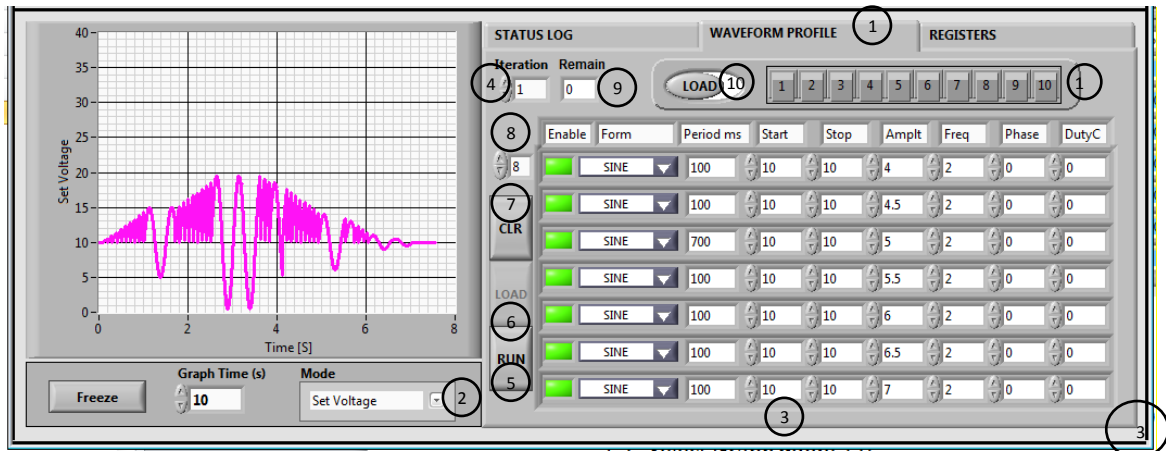 40
35
30
25
20
15
10
5
0
Set Voltage
0 2 4 6 8
Time [S]
Freeze
Graph Time (s)
10
Mode
Set Voltage
2
STATUS LOG WAVEFORM PROFILE 1 REGISTERS
Iteration Remain
4 1 0 9 LOAD 10 1 2 3 4 5 6 7 8 9 10 1
8 Enable Form Period ms Start Stop Amplt Freq Phase DutyC
8 SINE 100 10 10 4 2 0 0
7 SINE 100 10 10 4.5 2 0 0
CLR SINE 700 10 10 5 2 0 0
SINE 100 10 10 5.5 2 0 0
LOAD
6 SINE 100 10 10 6 2 0 0
RUN SINE 100 10 10 6.5 2 0 0
5 SINE 100 10 10 7 2 0 0
3
3